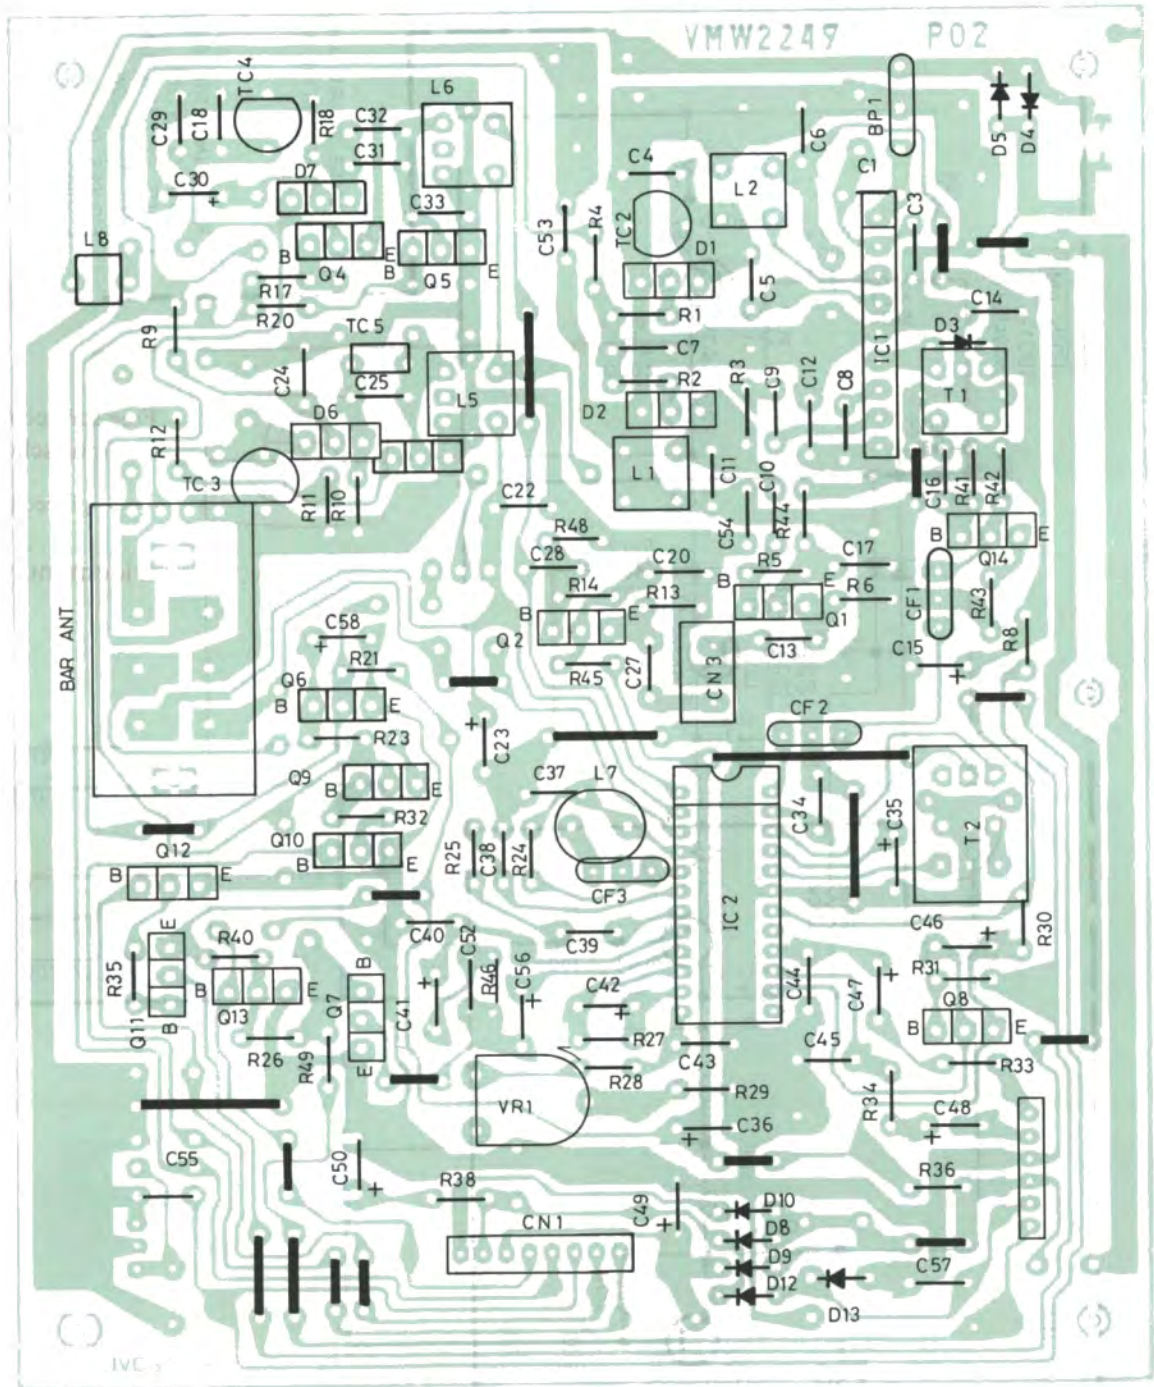 VMW2249 P02
TC4
L6
C29
C18
R18
C32
C31
C30
+
D7
C33
B
Q4
E
B
Q5
E
L8
R17
R20
R9
TC5
C24
C25
L5
D6
R12
TC3
R11
R10
BAR ANT
C53
R4
C4
TC2
L2
C6
BP1
D5
D4
C1
C3
D1
C5
C14
R1
D3
C7
IC1
R2
R3
C9
C12
C8
T1
D2
L1
C11
C10
C54
R44
C16
R41
R42
B
E
Q14
C22
R48
C28
C20
R5
C17
R14
R13
B
E
R6
Q1
CF1
R43
R8
B
E
Q2
C13
C15
+
R45
C27
CN3
C58
+
R21
Q6
B
E
R23
+
C23
CF2
Q9
B
E
C37
L7
R32
Q10
B
E
R25
C38
R24
CF3
IC2
C34
+
C35
T2
Q12
B
E
C40
C52
C39
C46
+
R30
R35
E
B
Q11
R40
B
E
Q13
B
Q7
E
C41
+
R46
C56
+
C42
+
C44
C47
+
R31
Q8
B
E
R26
R49
R27
C43
C45
R33
R28
VR1
R29
R34
C36
+
C48
+
C55
C50
+
R38
C49
+
R36
CN1
D10
D8
D9
D12
D13
C57
JVC